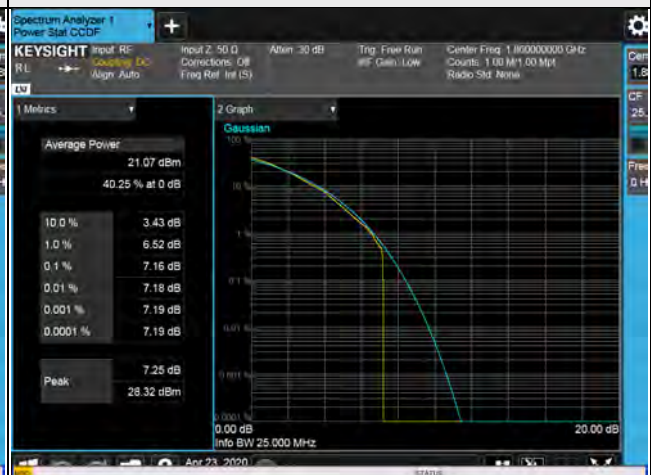 Spectrum Analyzer 1
Power Stat CCDF
KEYSIGHT Input: RF
Coupling: DC
Align: Auto
RL
Input Z: 50 Ω
Corrections: Off
Freq Ref: Int (S)
Atten: 30 dB
Trig: Free Run
#IF Gain: Low
Center Freq: 1.800000000 GHz
Counts: 1.00 M/1.00 Mpt
Radio Std: None
LW
1 Metrics
Average Power
21.07 dBm
40.25 % at 0 dB
10.0 % 3.43 dB
1.0 % 6.52 dB
0.1 % 7.16 dB
0.01 % 7.18 dB
0.001 % 7.19 dB
0.0001 % 7.19 dB
Peak
7.25 dB
28.32 dBm
2 Graph
Gaussian
100 %
10 %
1 %
0.1 %
0.01 %
0.001 %
0.0001 %
0.00 dB 20.00 dB
Info BW 25.000 MHz
Apr 23, 2020
STATUS
CF